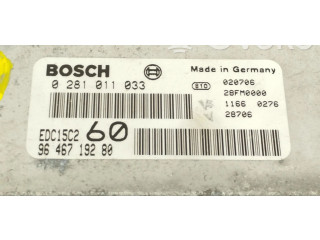 BOSCH
Made in Germany
0 281 011 033
020706
28FM0000
1166 0276
28706
EDC15C2 60
96 467 192 80